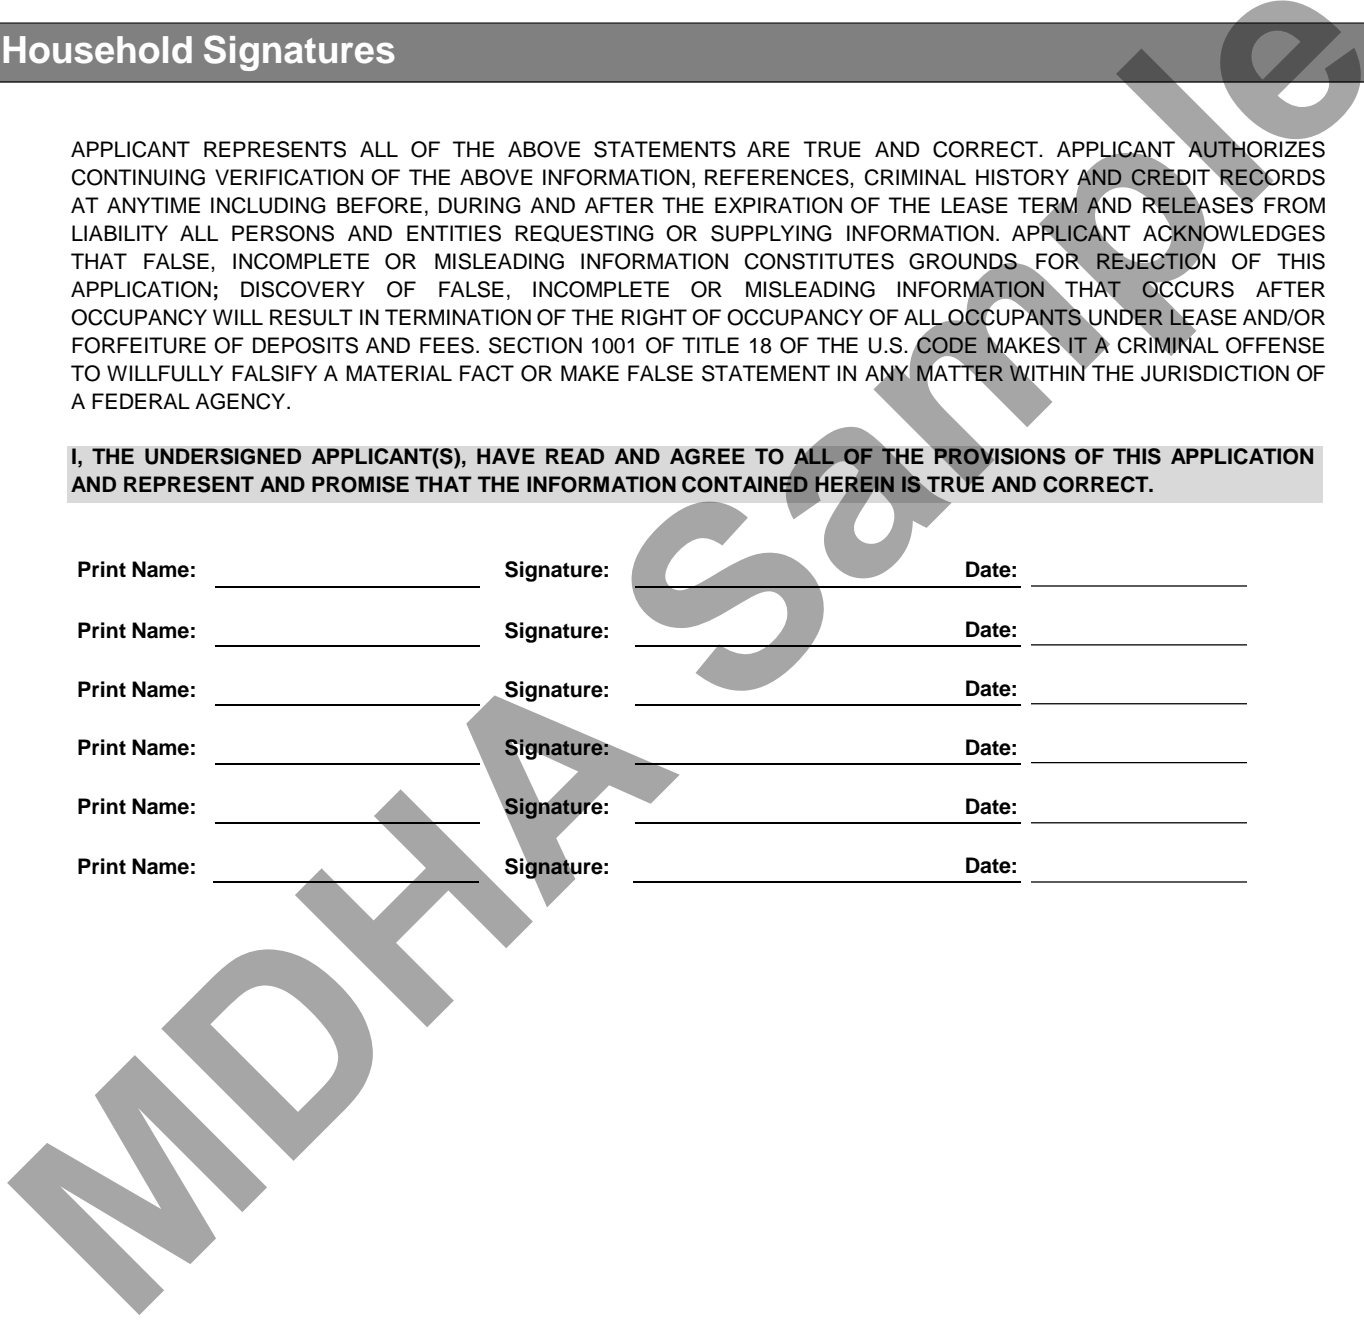 Household Signatures
APPLICANT REPRESENTS ALL OF THE ABOVE STATEMENTS ARE TRUE AND CORRECT. APPLICANT AUTHORIZES
CONTINUING VERIFICATION OF THE ABOVE INFORMATION, REFERENCES, CRIMINAL HISTORY AND CREDIT RECORDS
AT ANYTIME INCLUDING BEFORE, DURING AND AFTER THE EXPIRATION OF THE LEASE TERM AND RELEASES FROM
LIABILITY ALL PERSONS AND ENTITIES REQUESTING OR SUPPLYING INFORMATION. APPLICANT ACKNOWLEDGES
THAT FALSE, INCOMPLETE OR MISLEADING INFORMATION CONSTITUTES GROUNDS FOR REJECTION OF THIS
APPLICATION; DISCOVERY OF FALSE, INCOMPLETE OR MISLEADING INFORMATION THAT OCCURS AFTER
OCCUPANCY WILL RESULT IN TERMINATION OF THE RIGHT OF OCCUPANCY OF ALL OCCUPANTS UNDER LEASE AND/OR
FORFEITURE OF DEPOSITS AND FEES. SECTION 1001 OF TITLE 18 OF THE U.S. CODE MAKES IT A CRIMINAL OFFENSE
TO WILLFULLY FALSIFY A MATERIAL FACT OR MAKE FALSE STATEMENT IN ANY MATTER WITHIN THE JURISDICTION OF
A FEDERAL AGENCY.
I, THE UNDERSIGNED APPLICANT(S), HAVE READ AND AGREE TO ALL OF THE PROVISIONS OF THIS APPLICATION
AND REPRESENT AND PROMISE THAT THE INFORMATION CONTAINED HEREIN IS TRUE AND CORRECT.
Print Name: Signature: Date:
Print Name: Signature: Date:
Print Name: Signature: Date:
Print Name: Signature: Date:
Print Name: Signature: Date:
Print Name: Signature: Date:
MDHA Sample